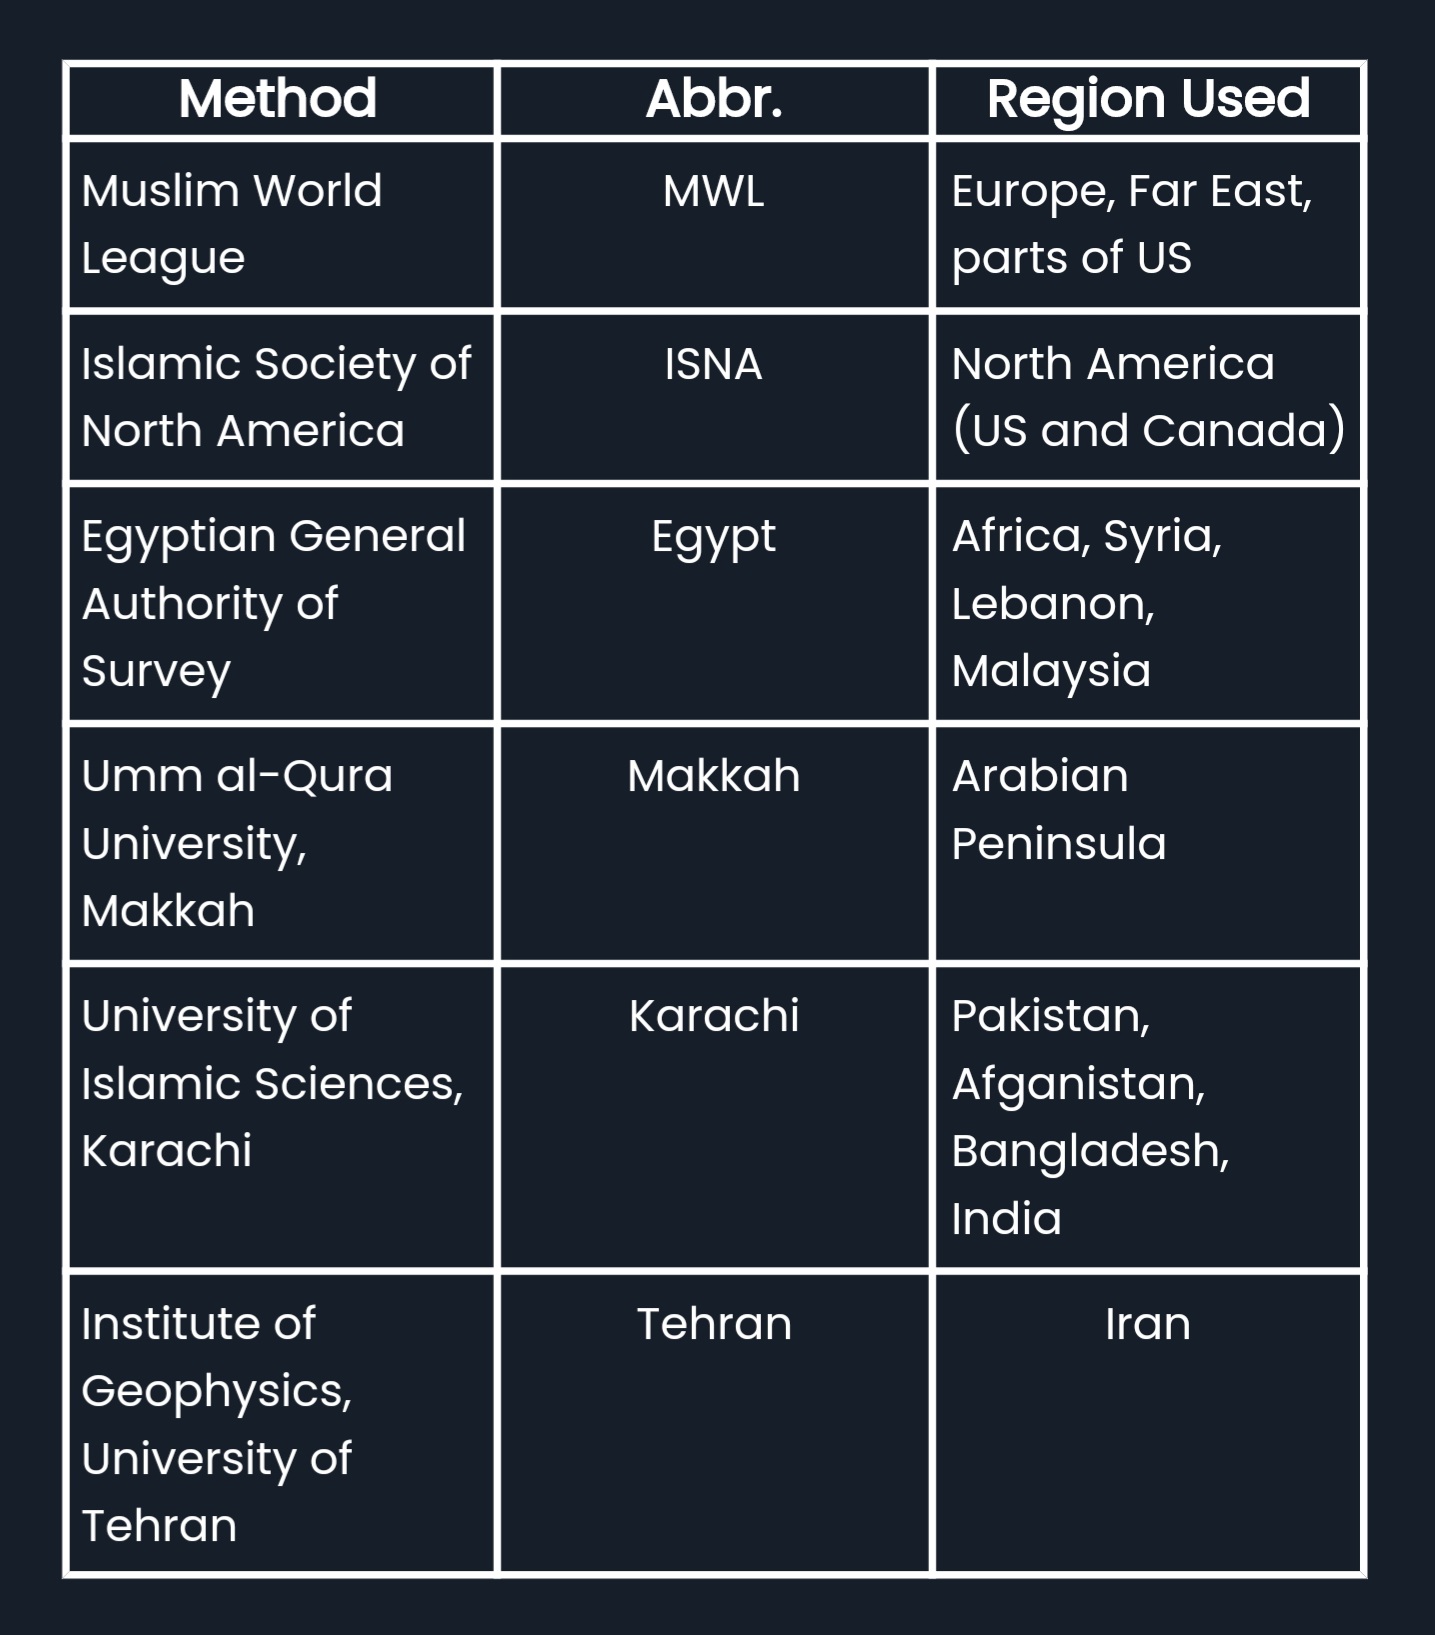 Method Abbr. Region Used
Muslim World
League
MWL
Europe, Far East,
parts of US
Islamic Society of
North America
ISNA
North America
(US and Canada)
Egyptian General
Authority of
Survey
Egypt
Africa, Syria,
Lebanon,
Malaysia
Umm al-Qura
University,
Makkah
Makkah
Arabian
Peninsula
University of
Islamic Sciences,
Karachi
Karachi
Pakistan,
Afganistan,
Bangladesh,
India
Institute of
Geophysics,
University of
Tehran
Tehran
Iran